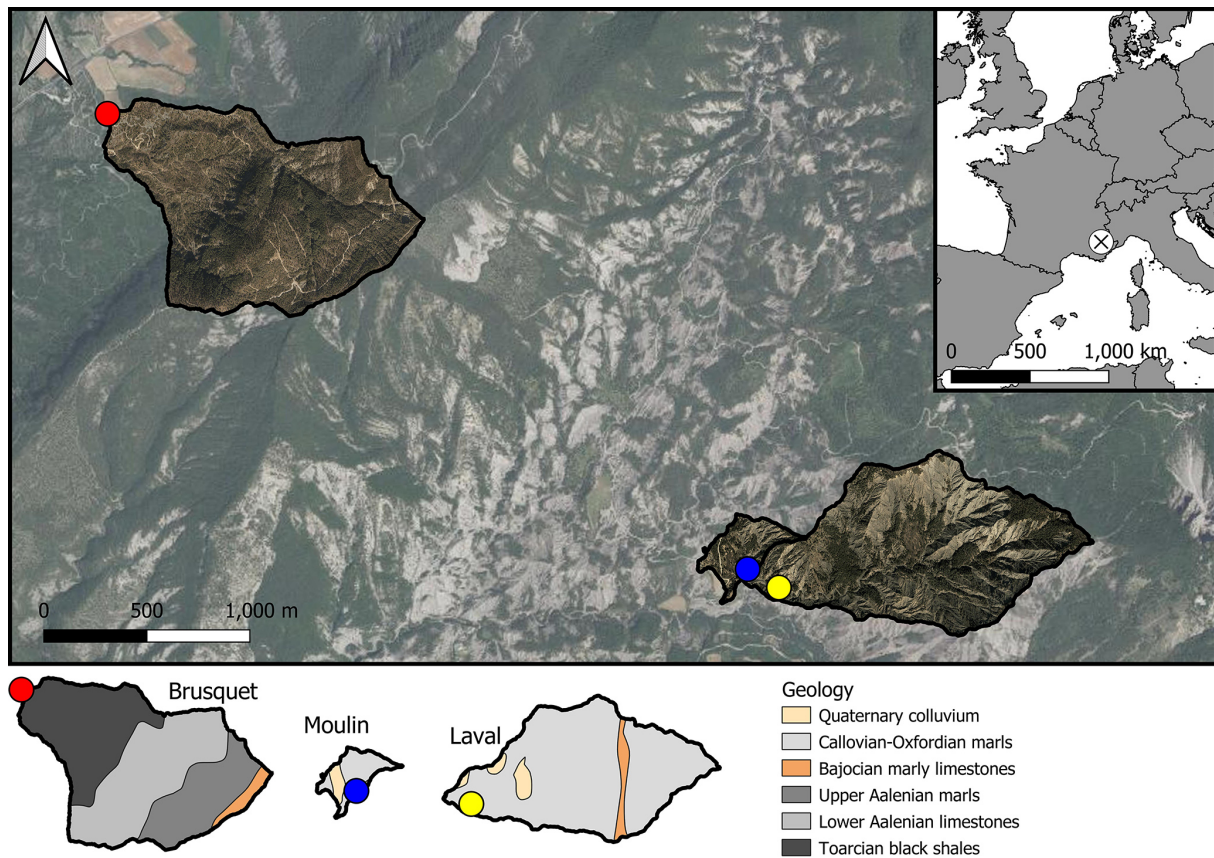 0 500 1,000 km
0 500 1,000 m
Brusquet
Moulin
Laval
Geology
Quaternary colluvium
Callovian-Oxfordian marls
Bajocian marly limestones
Upper Aalenian marls
Lower Aalenian limestones
Toarcian black shales